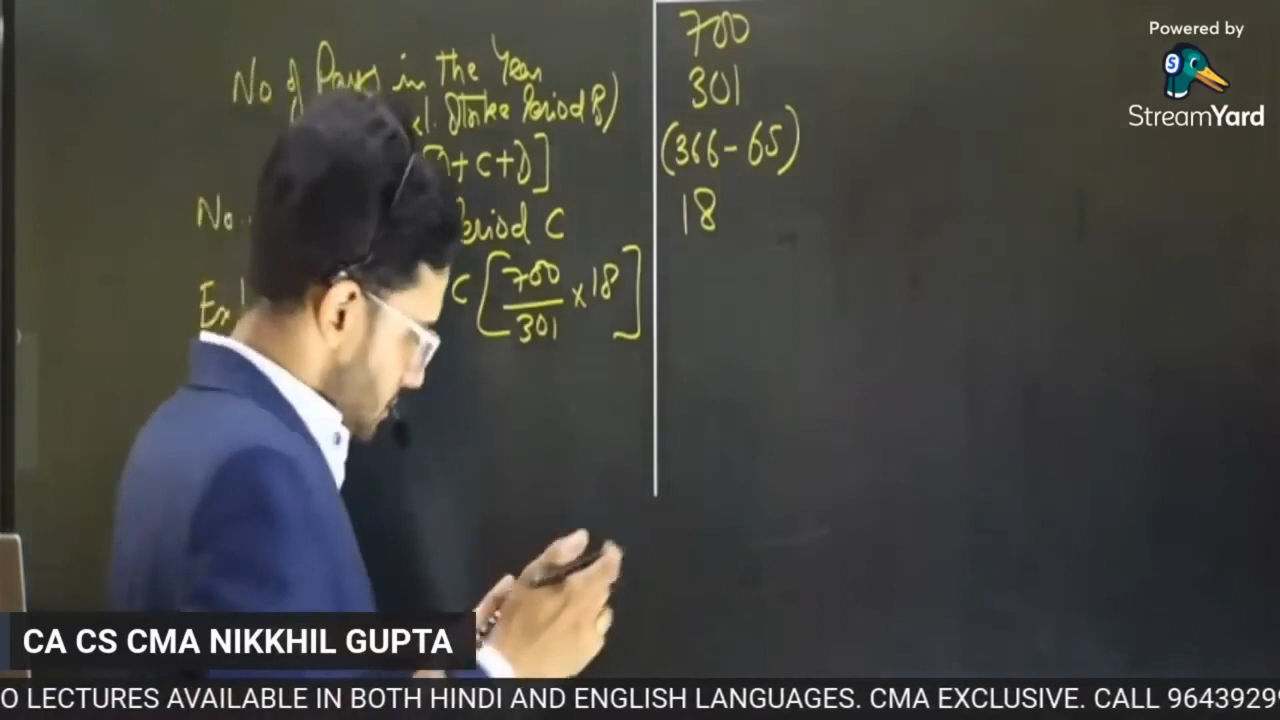 No of Days in the Year
Strike Period B)
+ C + D]
No. Period C
C [700/301 × 18]
700
301
(366 - 65)
18
Powered by
StreamYard
CA CS CMA NIKKHIL GUPTA
O LECTURES AVAILABLE IN BOTH HINDI AND ENGLISH LANGUAGES. CMA EXCLUSIVE. CALL 9643929